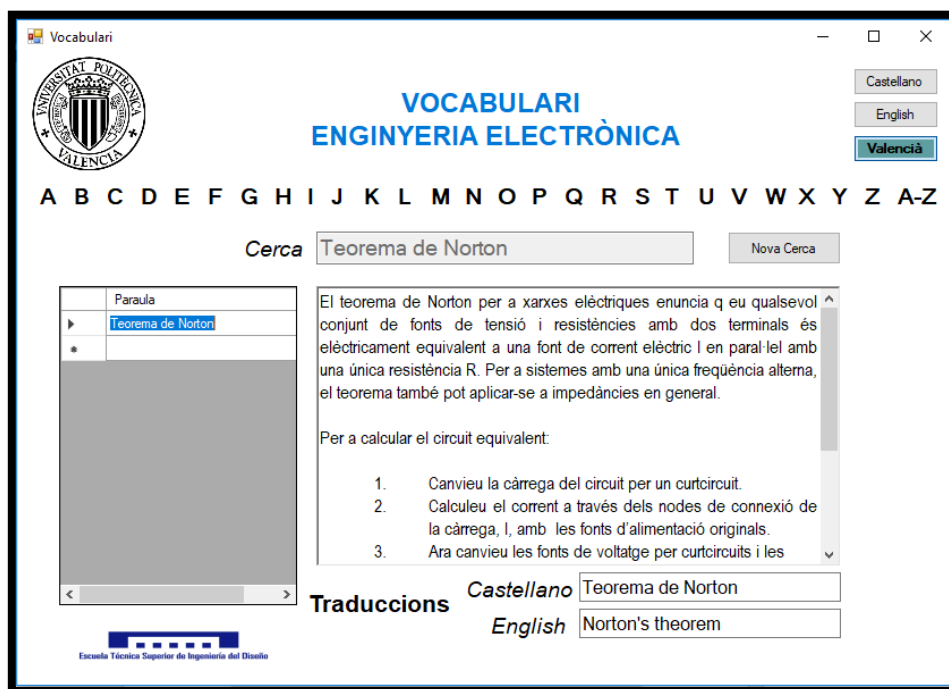 Vocabulari
UNIVERSITAT POLITÈCNICA
VALENCIA
VOCABULARI
ENGINYERIA ELECTRÒNICA
Castellano
English
Valencià
A B C D E F G H I J K L M N O P Q R S T U V W X Y Z A-Z
Cerca Teorema de Norton Nova Cerca
Paraula
Teorema de Norton
El teorema de Norton per a xarxes elèctriques enuncia q eu qualsevol
conjunt de fonts de tensió i resistències amb dos terminals és
elèctricament equivalent a una font de corrent elèctric I en paral·lel amb
una única resistència R. Per a sistemes amb una única freqüència alterna,
el teorema també pot aplicar-se a impedàncies en general.
Per a calcular el circuit equivalent:
1. Canvieu la càrrega del circuit per un curtcircuit.
2. Calculeu el corrent a través dels nodes de connexió de
la càrrega, I, amb les fonts d'alimentació originals.
3. Ara canvieu les fonts de voltatge per curtcircuits i les
Traduccions
Castellano Teorema de Norton
English Norton's theorem
Escuela Técnica Superior de Ingeniería del Diseño